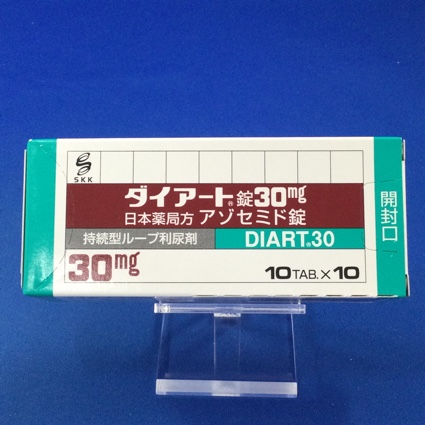 SKK
ダイアート®錠30mg
日本薬局方 アゾセミド錠
持続型ループ利尿剤
DIART®30
30mg
10TAB.×10
開封口